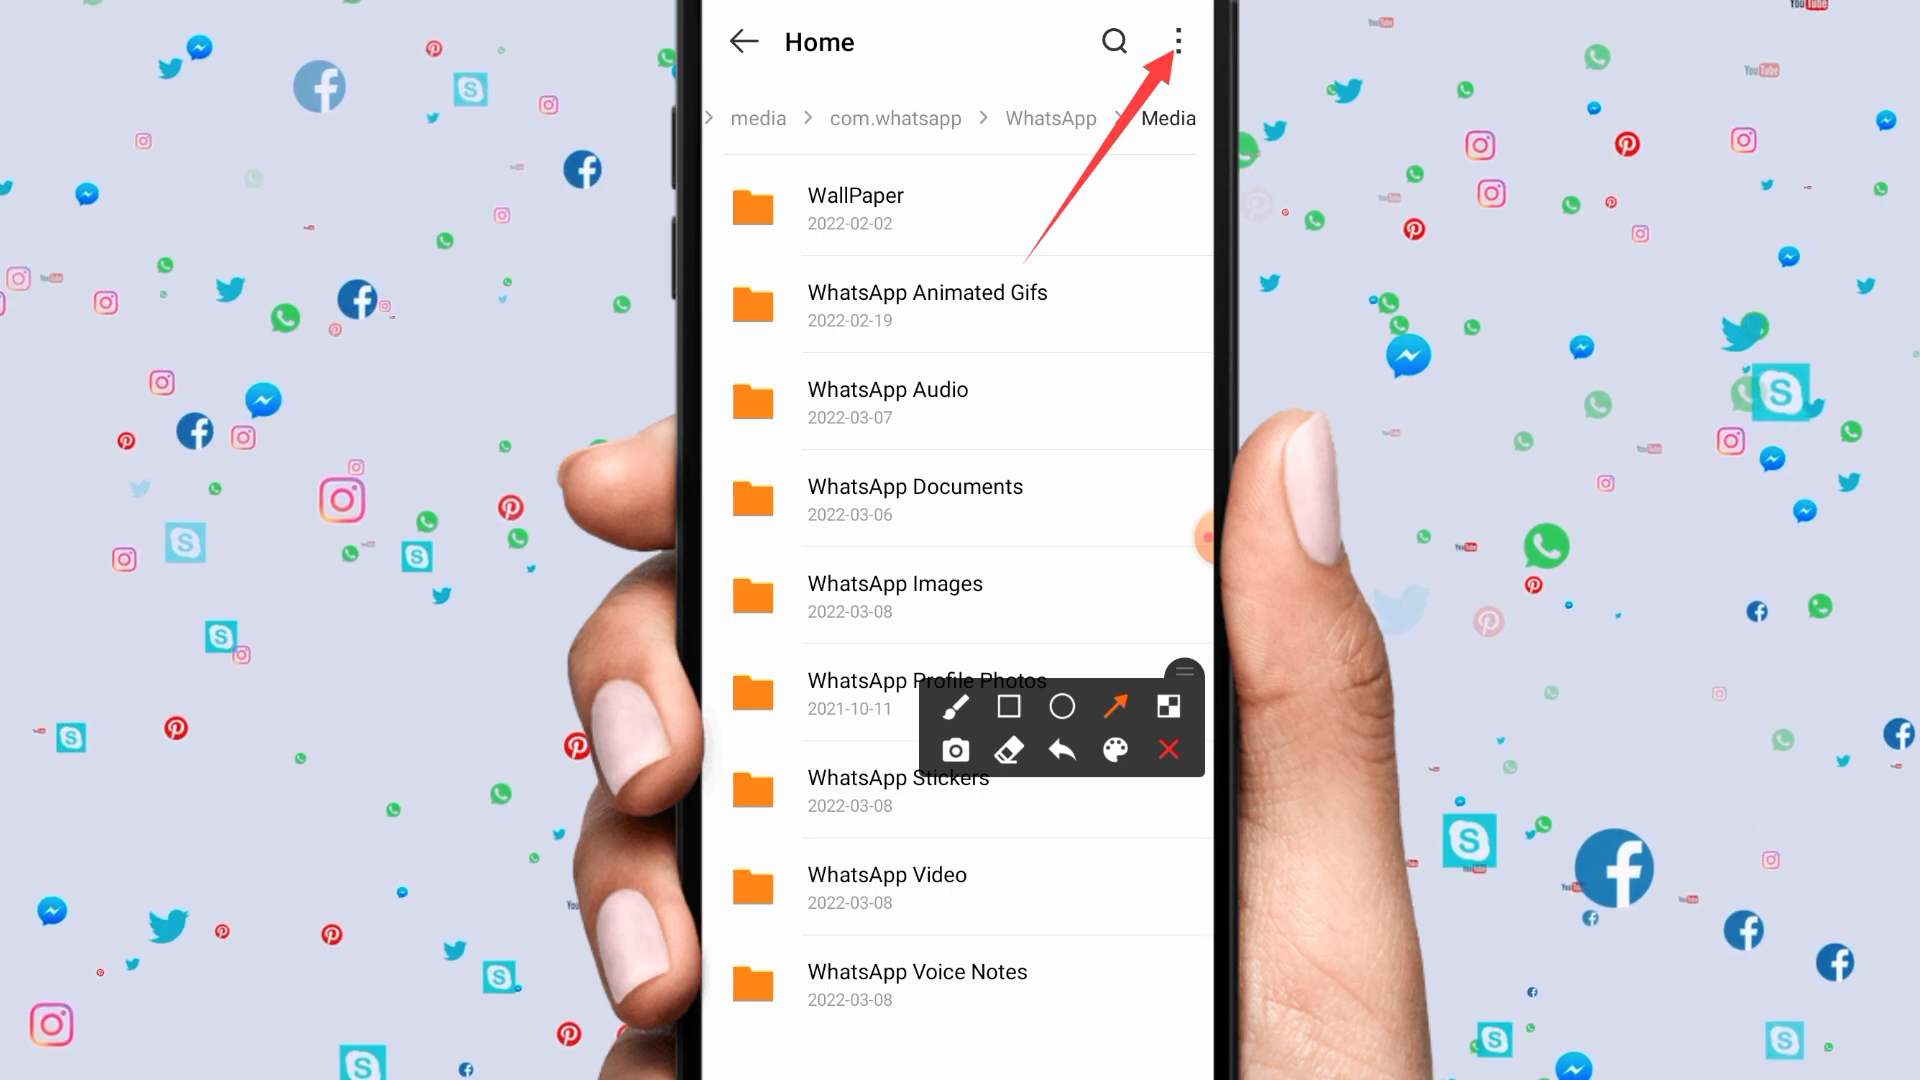 Home
media
com.whatsapp
WhatsApp
Media
WallPaper
2022-02-02
WhatsApp Animated Gifs
2022-02-19
WhatsApp Audio
2022-03-07
WhatsApp Documents
2022-03-06
WhatsApp Images
2022-03-08
WhatsApp Profile Photos
2021-10-11
WhatsApp Stickers
2022-03-08
WhatsApp Video
2022-03-08
WhatsApp Voice Notes
2022-03-08
YouTube
YouTube